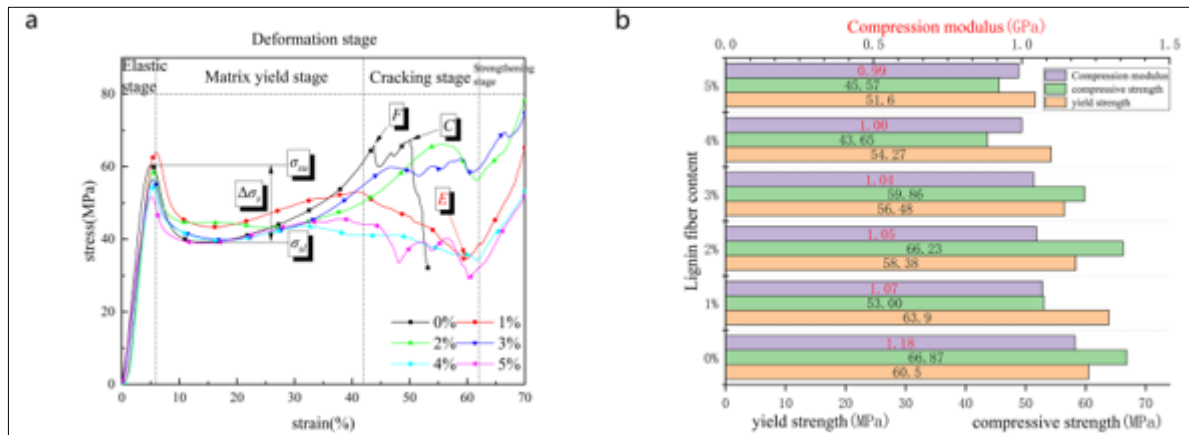 a
Deformation stage
Elastic stage
Matrix yield stage
Cracking stage
Strengthening stage
F
C
E
σsu
Δσs
σsl
stress(MPa)
80
60
40
20
0
0 10 20 30 40 50 60 70
strain(%)
0% 1%
2% 3%
4% 5%
b
Compression modulus(GPa)
0.0 0.5 1.0 1.5
Compression modulus
compressive strength
yield strength
Lignin fiber content
5%
0.99
45.57
51.6
4%
1.00
43.65
54.27
3%
1.04
59.86
56.48
2%
1.05
66.23
58.38
1%
1.07
53.00
63.9
0%
1.18
66.87
60.5
0 10 20 30 40 50 60 70
yield strength(MPa) compressive strength(MPa)